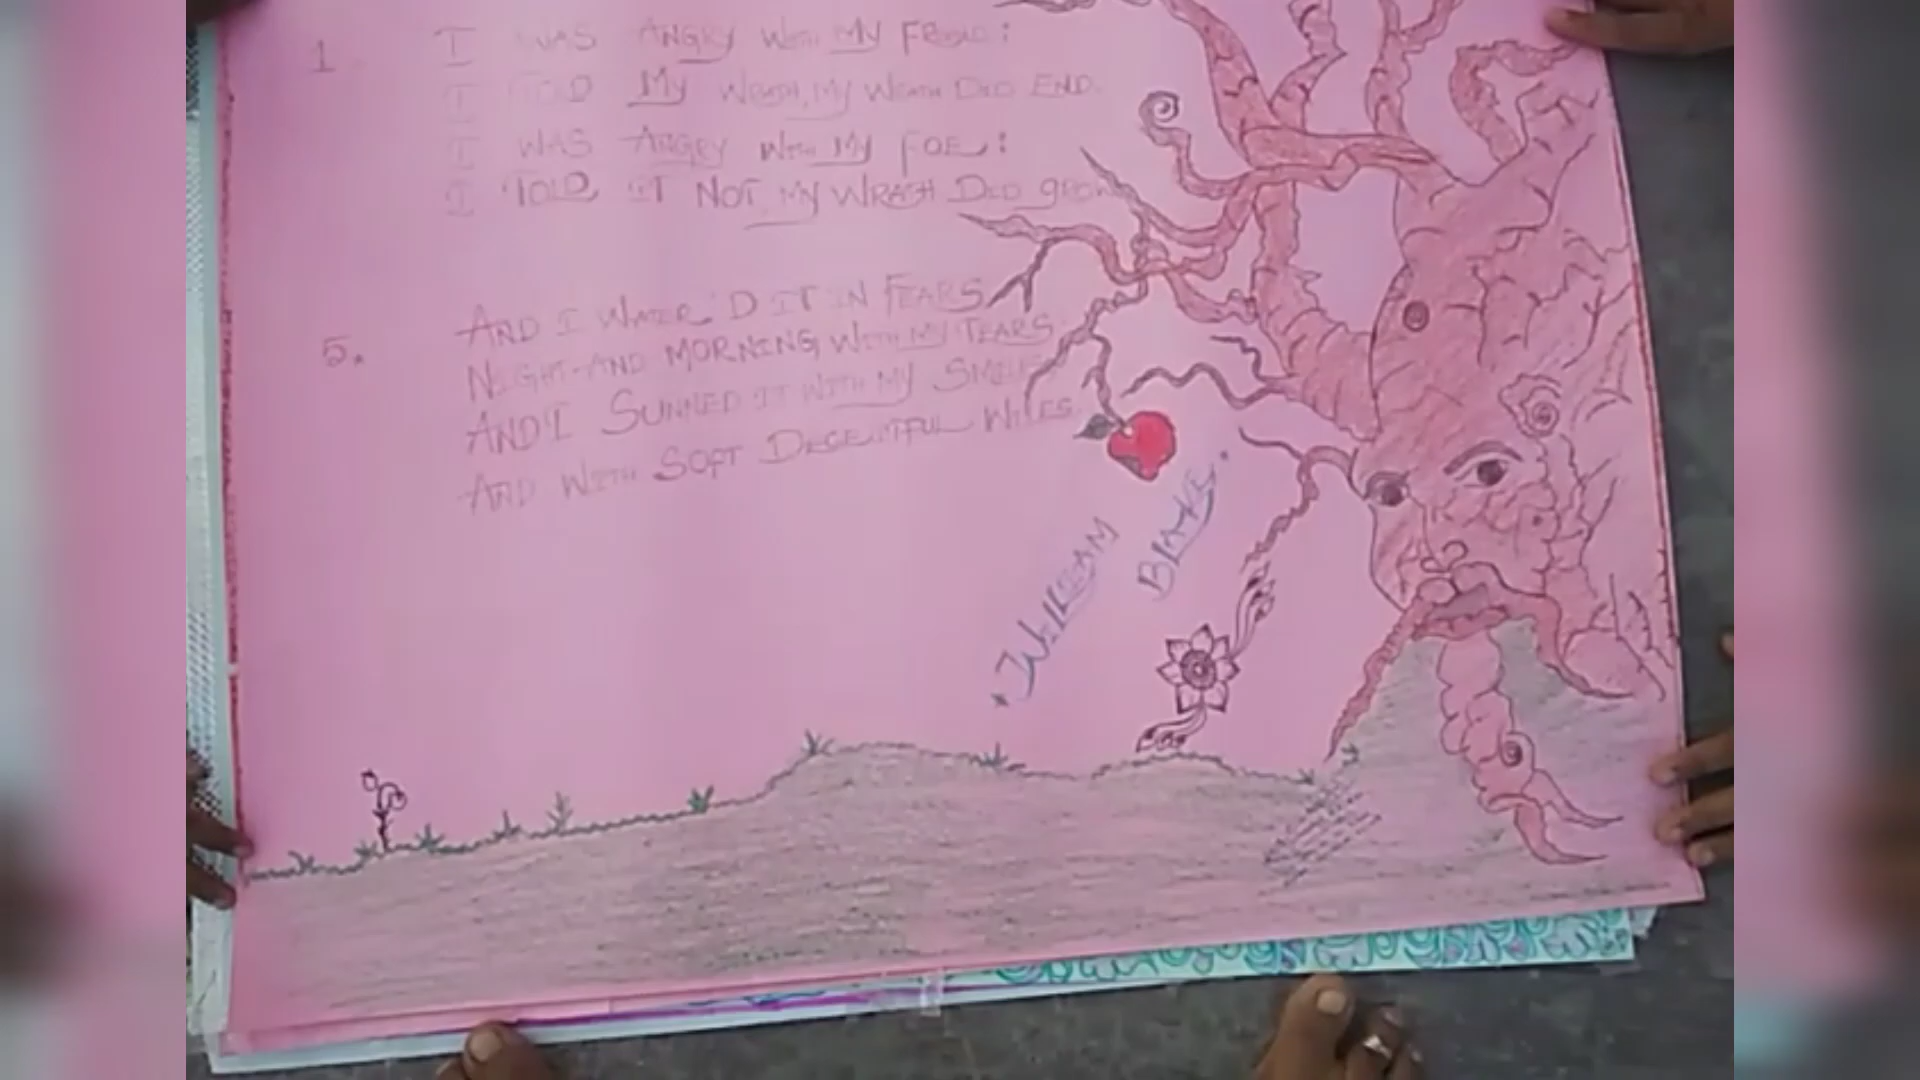 1 I WAS ANGRY WITH MY FRIEND:
I TOLD MY WRATH, MY WRATH DID END.
I WAS ANGRY WITH MY FOE:
I TOLD IT NOT, MY WRATH DID GROW
5. AND I WATER'D IT IN FEARS,
NIGHT AND MORNING WITH MY TEARS:
AND I SUNNED IT WITH MY SMILES
AND WITH SOFT DECEITFUL WILES.
WILLIAM BLAKE.